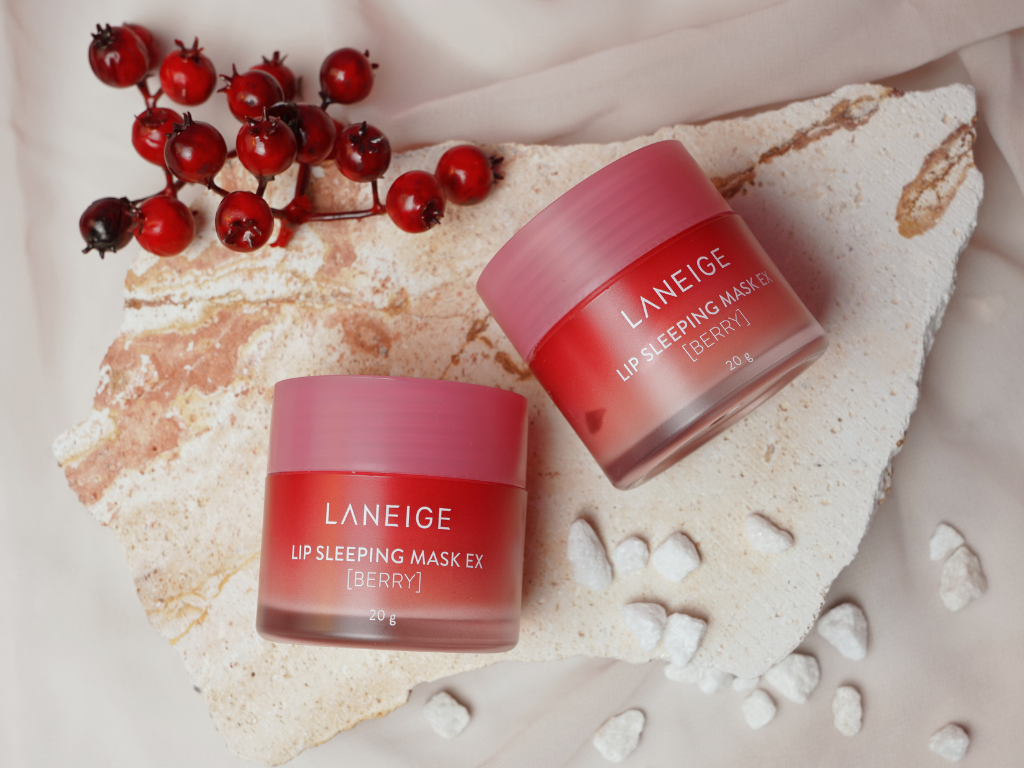 LANEIGE
LIP SLEEPING MASK EX
[BERRY]
20 g
LANEIGE
LIP SLEEPING MASK EX
[BERRY]
20 g